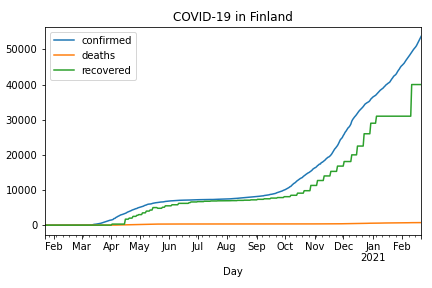 COVID-19 in Finland
confirmed
deaths
recovered
50000
40000
30000
20000
10000
0
Feb Mar Apr May Jun Jul Aug Sep Oct Nov Dec Jan Feb
2021
Day